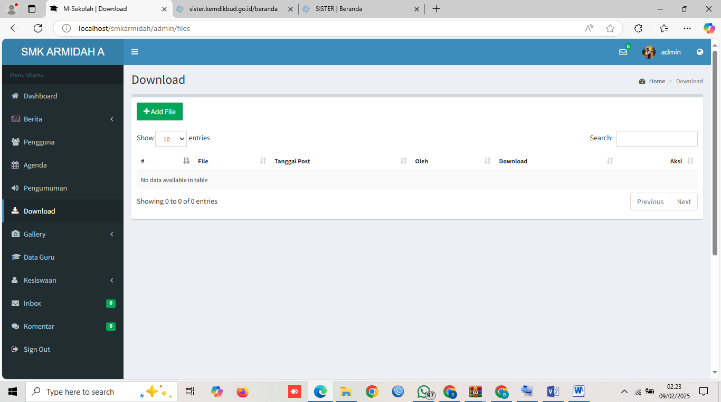 M-Sekolah | Download
sister.kemdikbud.go.id/beranda
SISTER | Beranda
localhost/smkarmidah/admin/files
SMK ARMIDAH A
admin
Menu Utama
Download
Home > Download
Dashboard
Add File
Berita
Show 10 entries
Search:
Pengguna
# File Tanggal Post Oleh Download Aksi
Agenda
No data available in table
Pengumuman
Showing 0 to 0 of 0 entries
Previous Next
Download
Gallery
Data Guru
Kesiswaan
Inbox 0
Komentar 0
Sign Out
Type here to search
02.23
09/02/2025